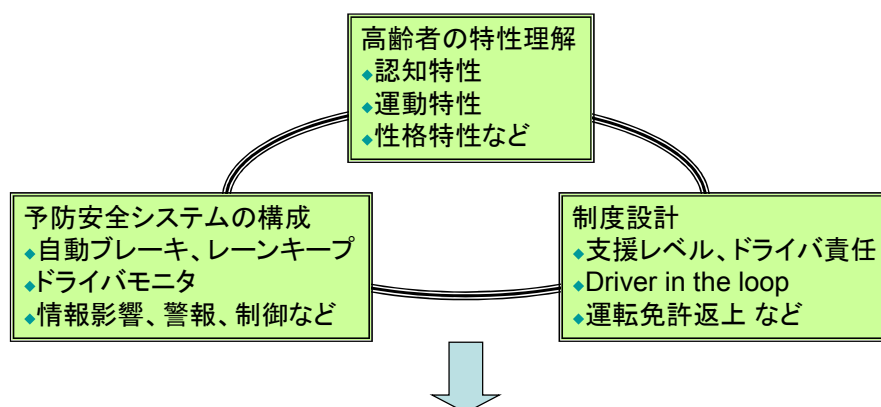 高齢者の特性理解
◆認知特性
◆運動特性
◆性格特性など
予防安全システムの構成
◆自動ブレーキ、レーンキープ
◆ドライバモニタ
◆情報影響、警報、制御など
制度設計
◆支援レベル、ドライバ責任
◆Driver in the loop
◆運転免許返上 など